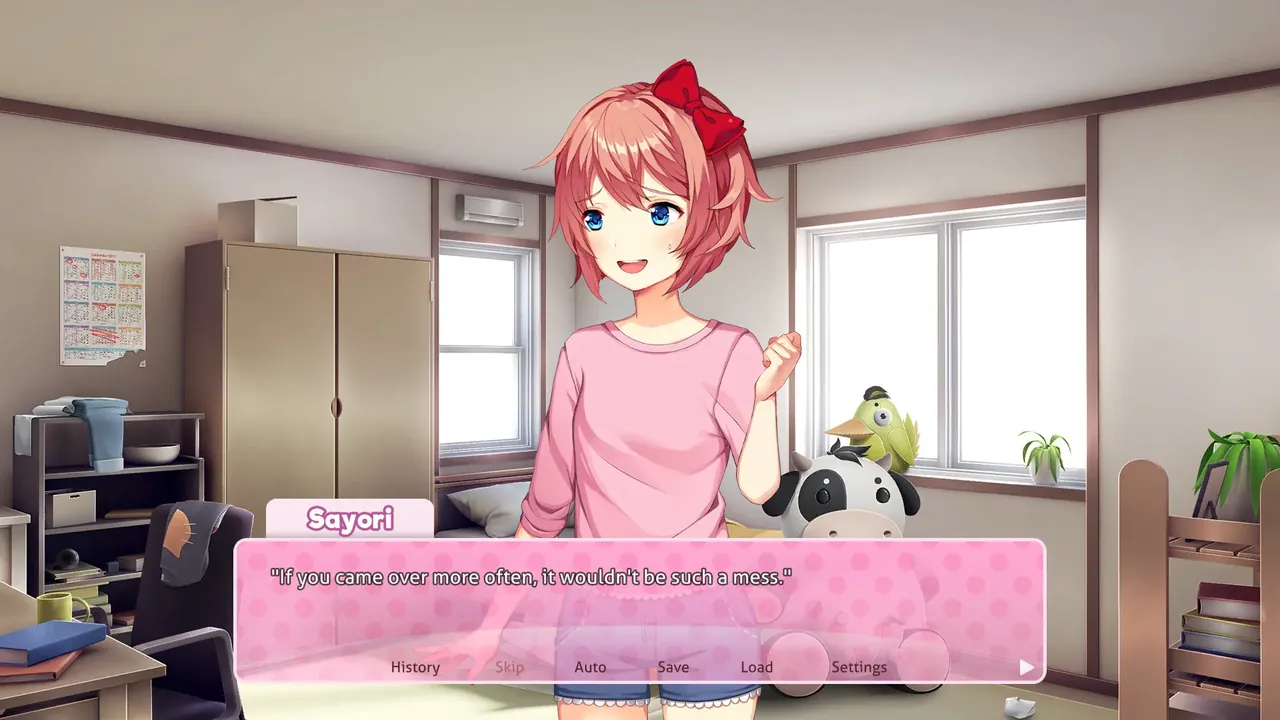 Sayori
"If you came over more often, it wouldn't be such a mess."
History Skip Auto Save Load Settings